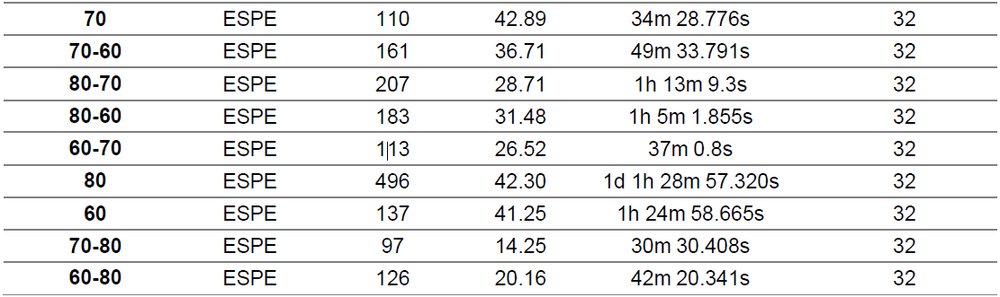 70 ESPE 110 42.89 34m 28.776s 32
70-60 ESPE 161 36.71 49m 33.791s 32
80-70 ESPE 207 28.71 1h 13m 9.3s 32
80-60 ESPE 183 31.48 1h 5m 1.855s 32
60-70 ESPE 113 26.52 37m 0.8s 32
80 ESPE 496 42.30 1d 1h 28m 57.320s 32
60 ESPE 137 41.25 1h 24m 58.665s 32
70-80 ESPE 97 14.25 30m 30.408s 32
60-80 ESPE 126 20.16 42m 20.341s 32